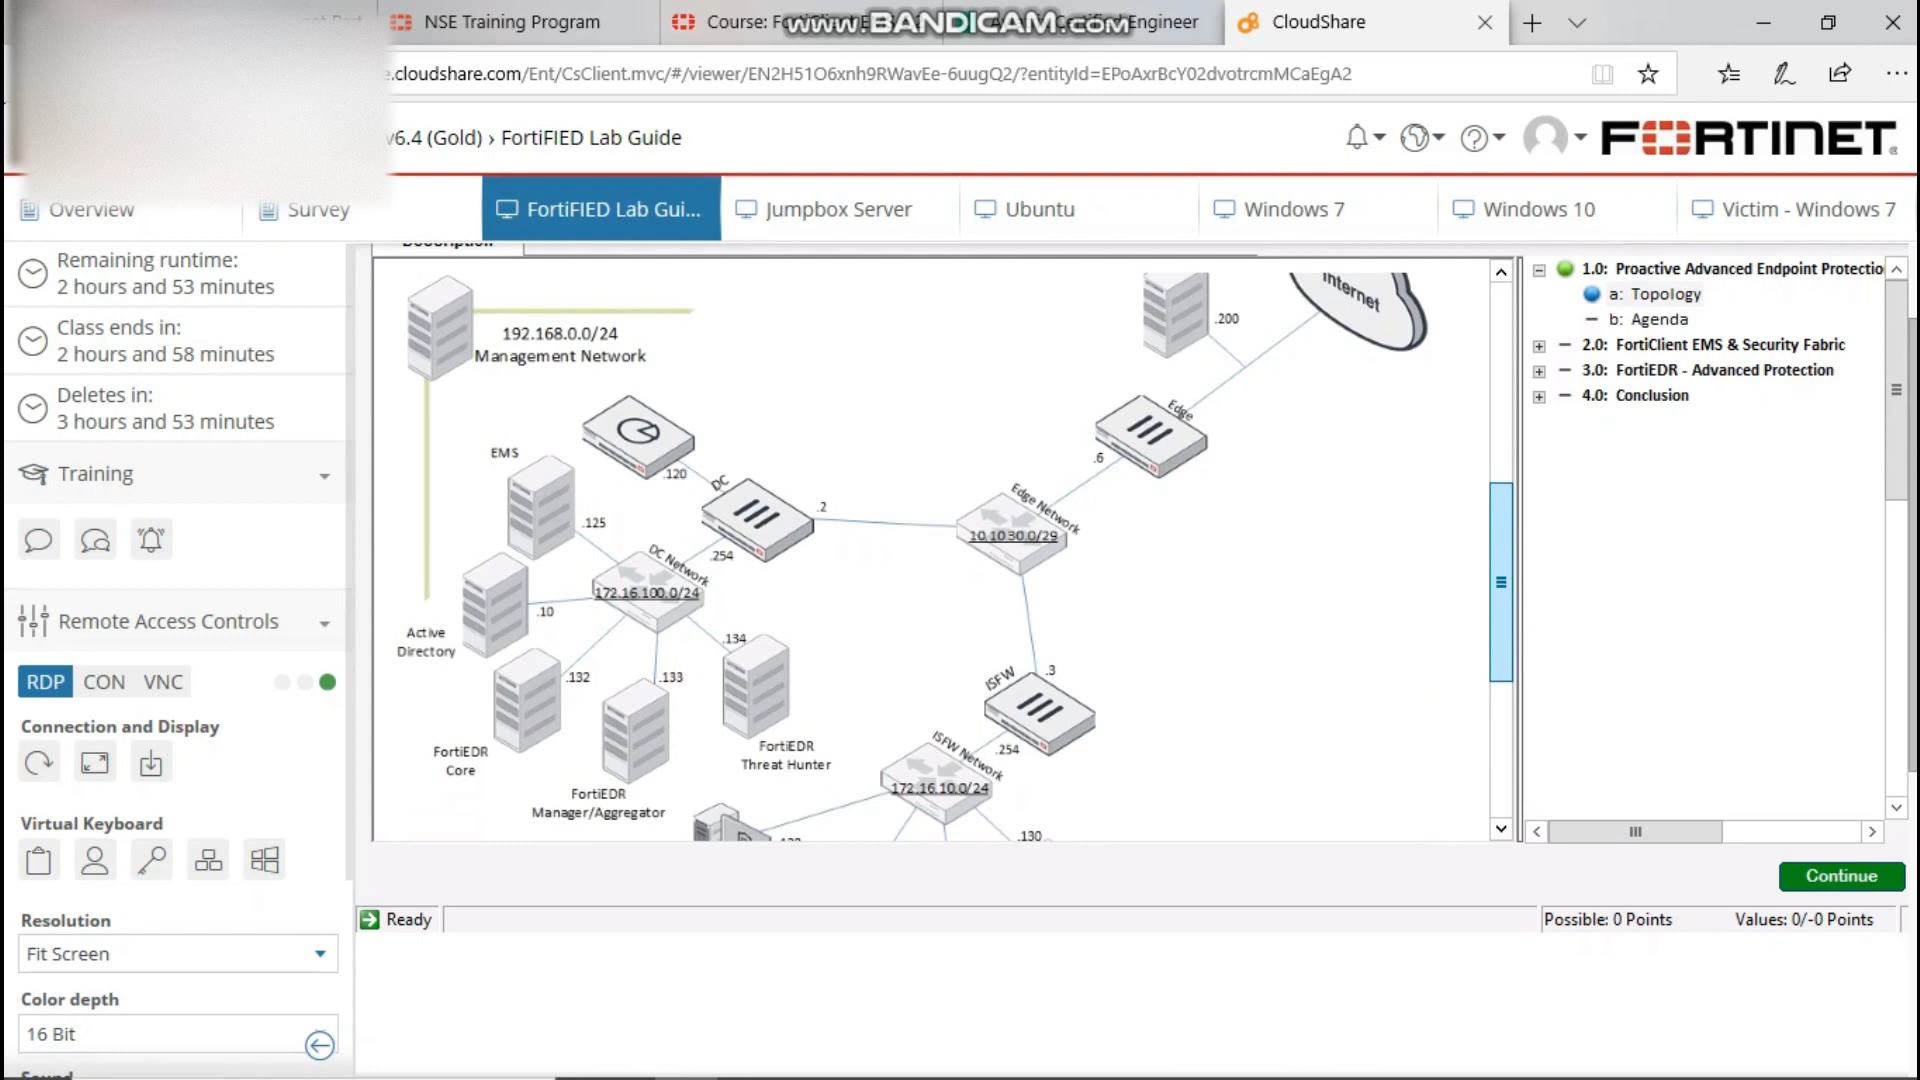 NSE Training Program
Course: Fo
www.BANDICAM.com
Engineer
CloudShare
.cloudshare.com/Ent/CsClient.mvc/#/viewer/EN2H51O6xnh9RWavEe-6uugQ2/?entityId=EPoAxrBcY02dvotrcmMCaEgA2
v6.4 (Gold) › FortiFIED Lab Guide
FORTINET
Overview
Survey
FortiFIED Lab Gui...
Jumpbox Server
Ubuntu
Windows 7
Windows 10
Victim - Windows 7
Remaining runtime:
2 hours and 53 minutes
Class ends in:
2 hours and 58 minutes
Deletes in:
3 hours and 53 minutes
Training
Remote Access Controls
RDP
CON
VNC
Connection and Display
Virtual Keyboard
Resolution
Fit Screen
Color depth
16 Bit
Sound
Description
192.168.0.0/24
Management Network
Internet
.200
Edge
.6
EMS
.120
DC
.2
Edge Network
10.10.30.0/29
.125
.254
DC Network
172.16.100.0/24
.10
Active
Directory
.134
.132
.133
FortiEDR
Core
FortiEDR
Manager/Aggregator
FortiEDR
Threat Hunter
ISFW
.3
.254
ISFW Network
172.16.10.0/24
.130
1.0: Proactive Advanced Endpoint Protectio
a: Topology
b: Agenda
2.0: FortiClient EMS & Security Fabric
3.0: FortiEDR - Advanced Protection
4.0: Conclusion
Continue
Ready
Possible: 0 Points
Values: 0/-0 Points